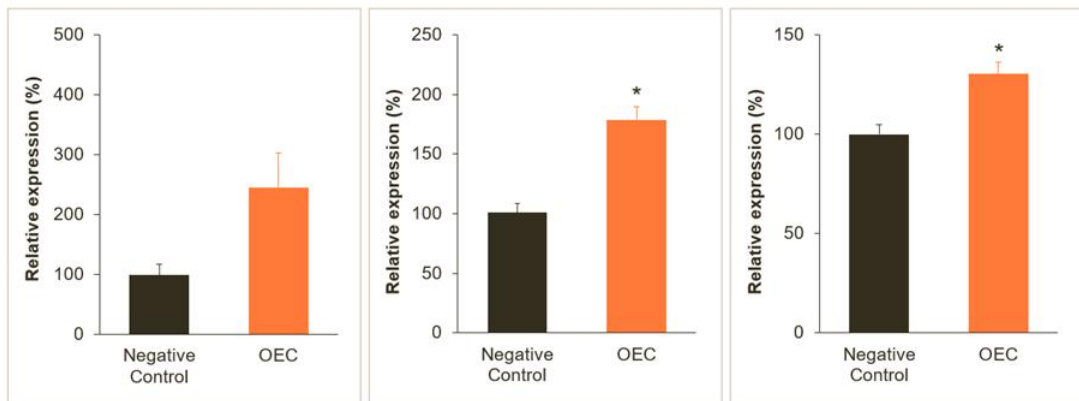 Relative expression (%)
500
400
300
200
100
0
Negative
Control
OEC
Relative expression (%)
250
200
150
100
50
0
*
Negative
Control
OEC
Relative expression (%)
150
100
50
0
*
Negative
Control
OEC